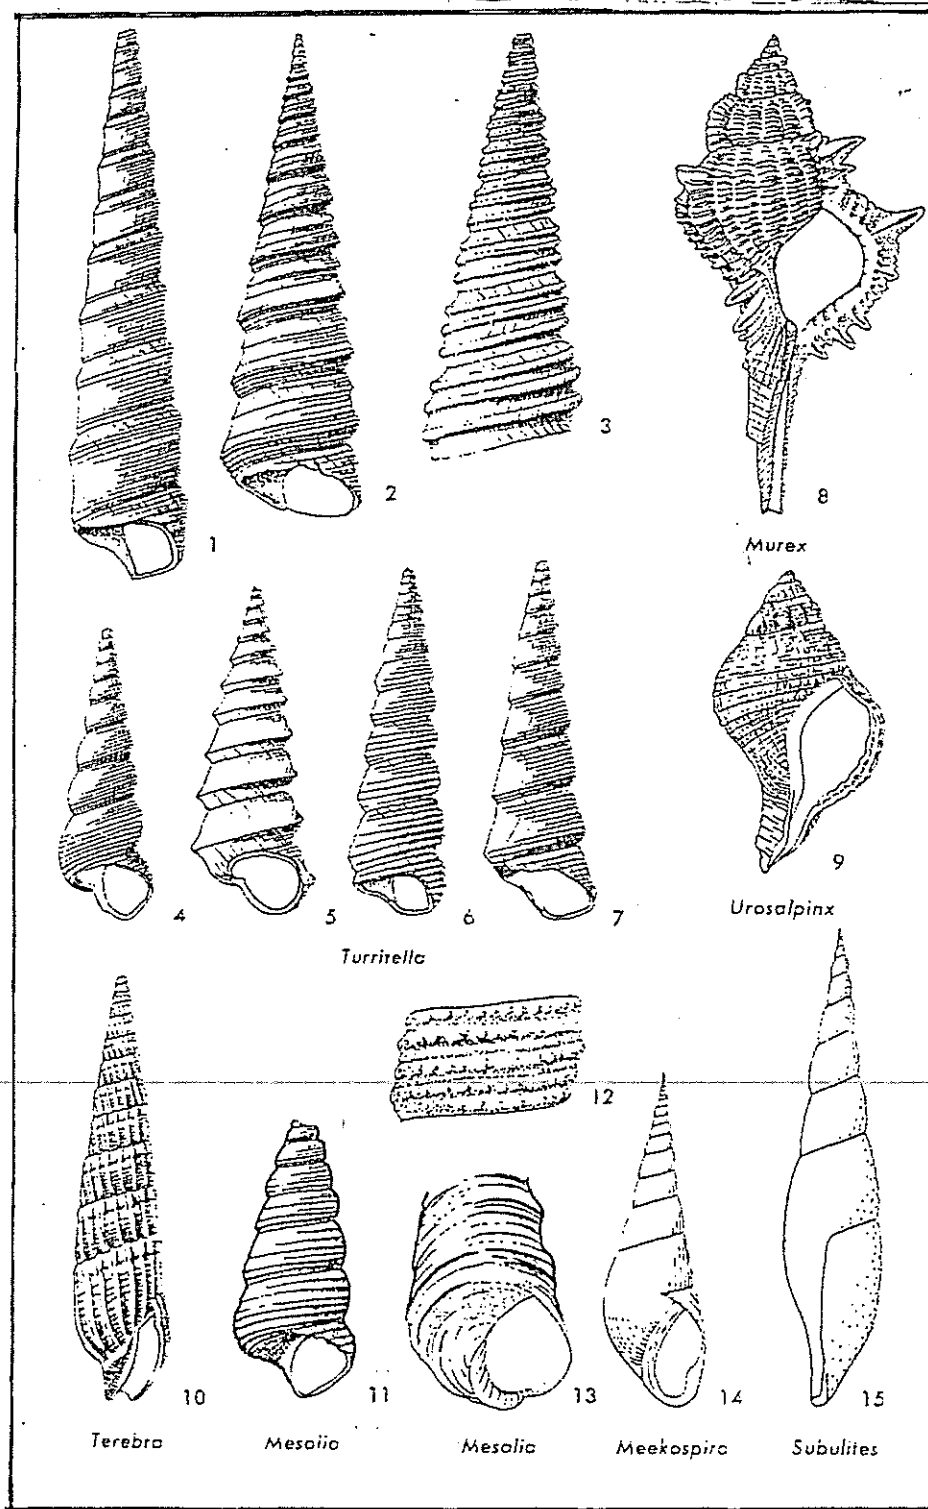 3
2
8
1
Murex
4
5
6
7
9
Turritella
Urosalpinx
12
10
11
13
14
15
Terebra
Mesalia
Mesalia
Meekospira
Subulites